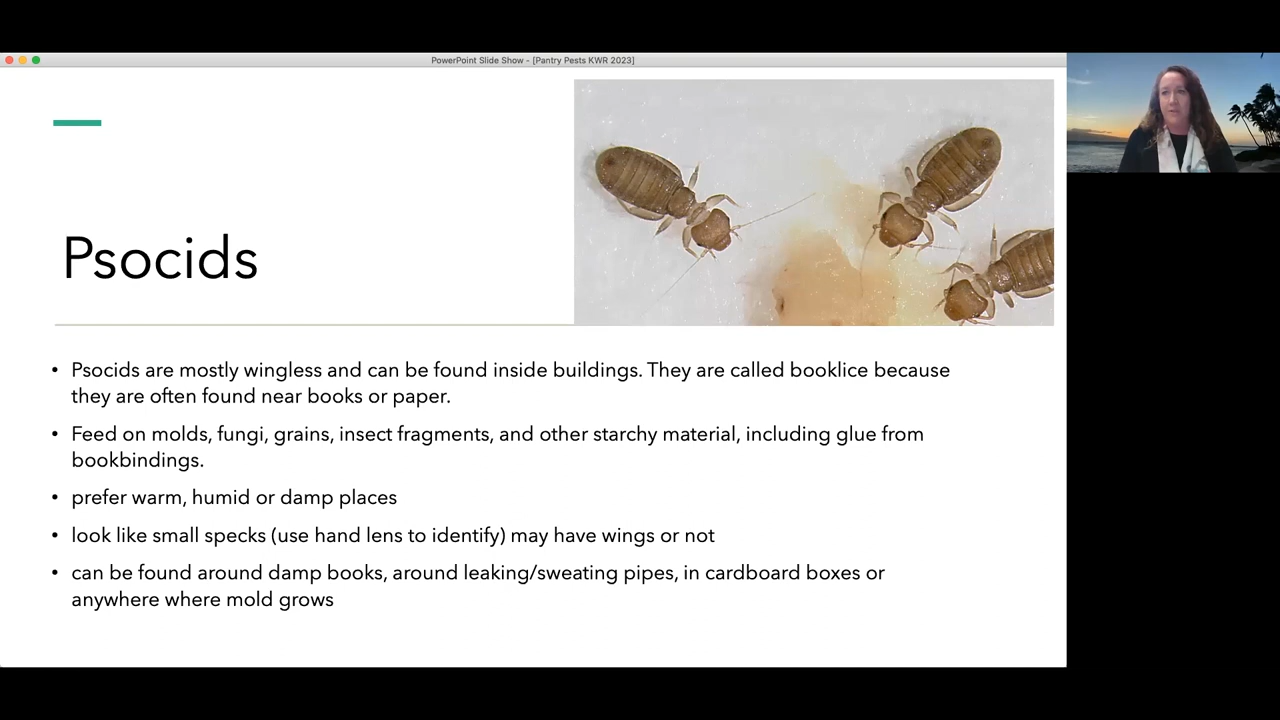 PowerPoint Slide Show - [Pantry Pests KWR 2023]
Psocids
• Psocids are mostly wingless and can be found inside buildings. They are called booklice because
they are often found near books or paper.
• Feed on molds, fungi, grains, insect fragments, and other starchy material, including glue from
bookbindings.
• prefer warm, humid or damp places
• look like small specks (use hand lens to identify) may have wings or not
• can be found around damp books, around leaking/sweating pipes, in cardboard boxes or
anywhere where mold grows